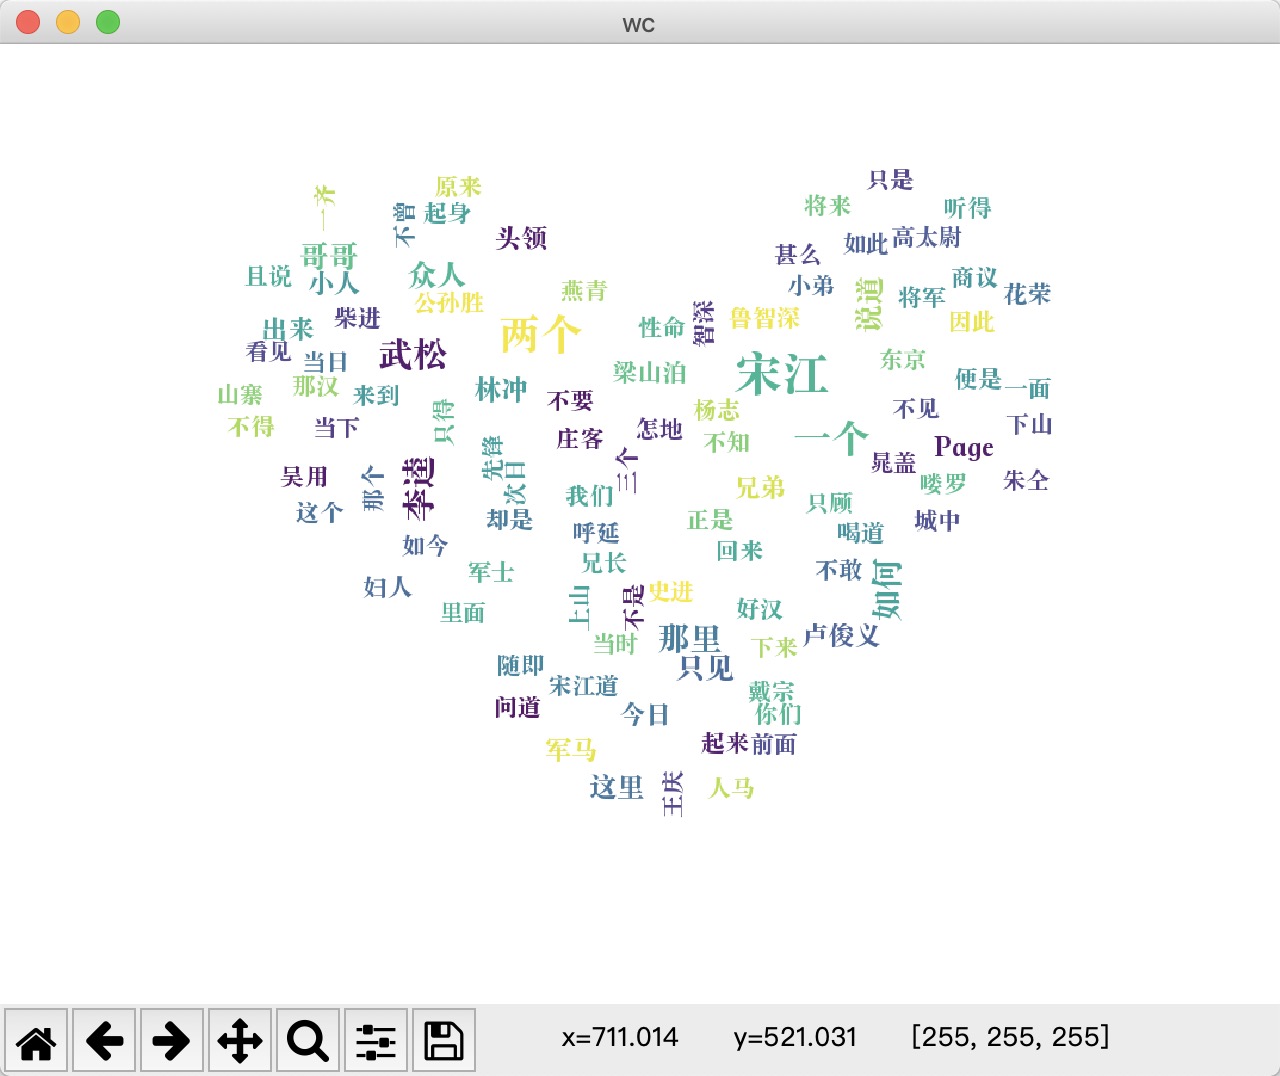 wc
只是
一齐
原来
将来
听得
不曾
起身
头领
高太尉
如此
哥哥
甚么
且说
小人
众人
燕青
小弟
商议
花荣
将军
说道
公孙胜
柴进
两个
性命
智深
鲁智深
因此
出来
看见
当日
武松
梁山泊
宋江
东京
便是
一面
山寨
那汉
来到
林冲
不要
杨志
不见
不得
当下
只得
庄客
怎地
不知
一个
Page
下山
先锋
三个
晁盖
吴用
那个
李逵
次日
我们
兄弟
喽罗
朱仝
这个
却是
呼延
正是
只顾
喝道
城中
如今
兄长
回来
不敢
如何
妇人
军士
上山
不是
史进
好汉
里面
当时
那里
下来
卢俊义
随即
宋江道
只见
戴宗
问道
今日
你们
军马
起来
前面
这里
王庆
人马
x=711.014 y=521.031 [255, 255, 255]